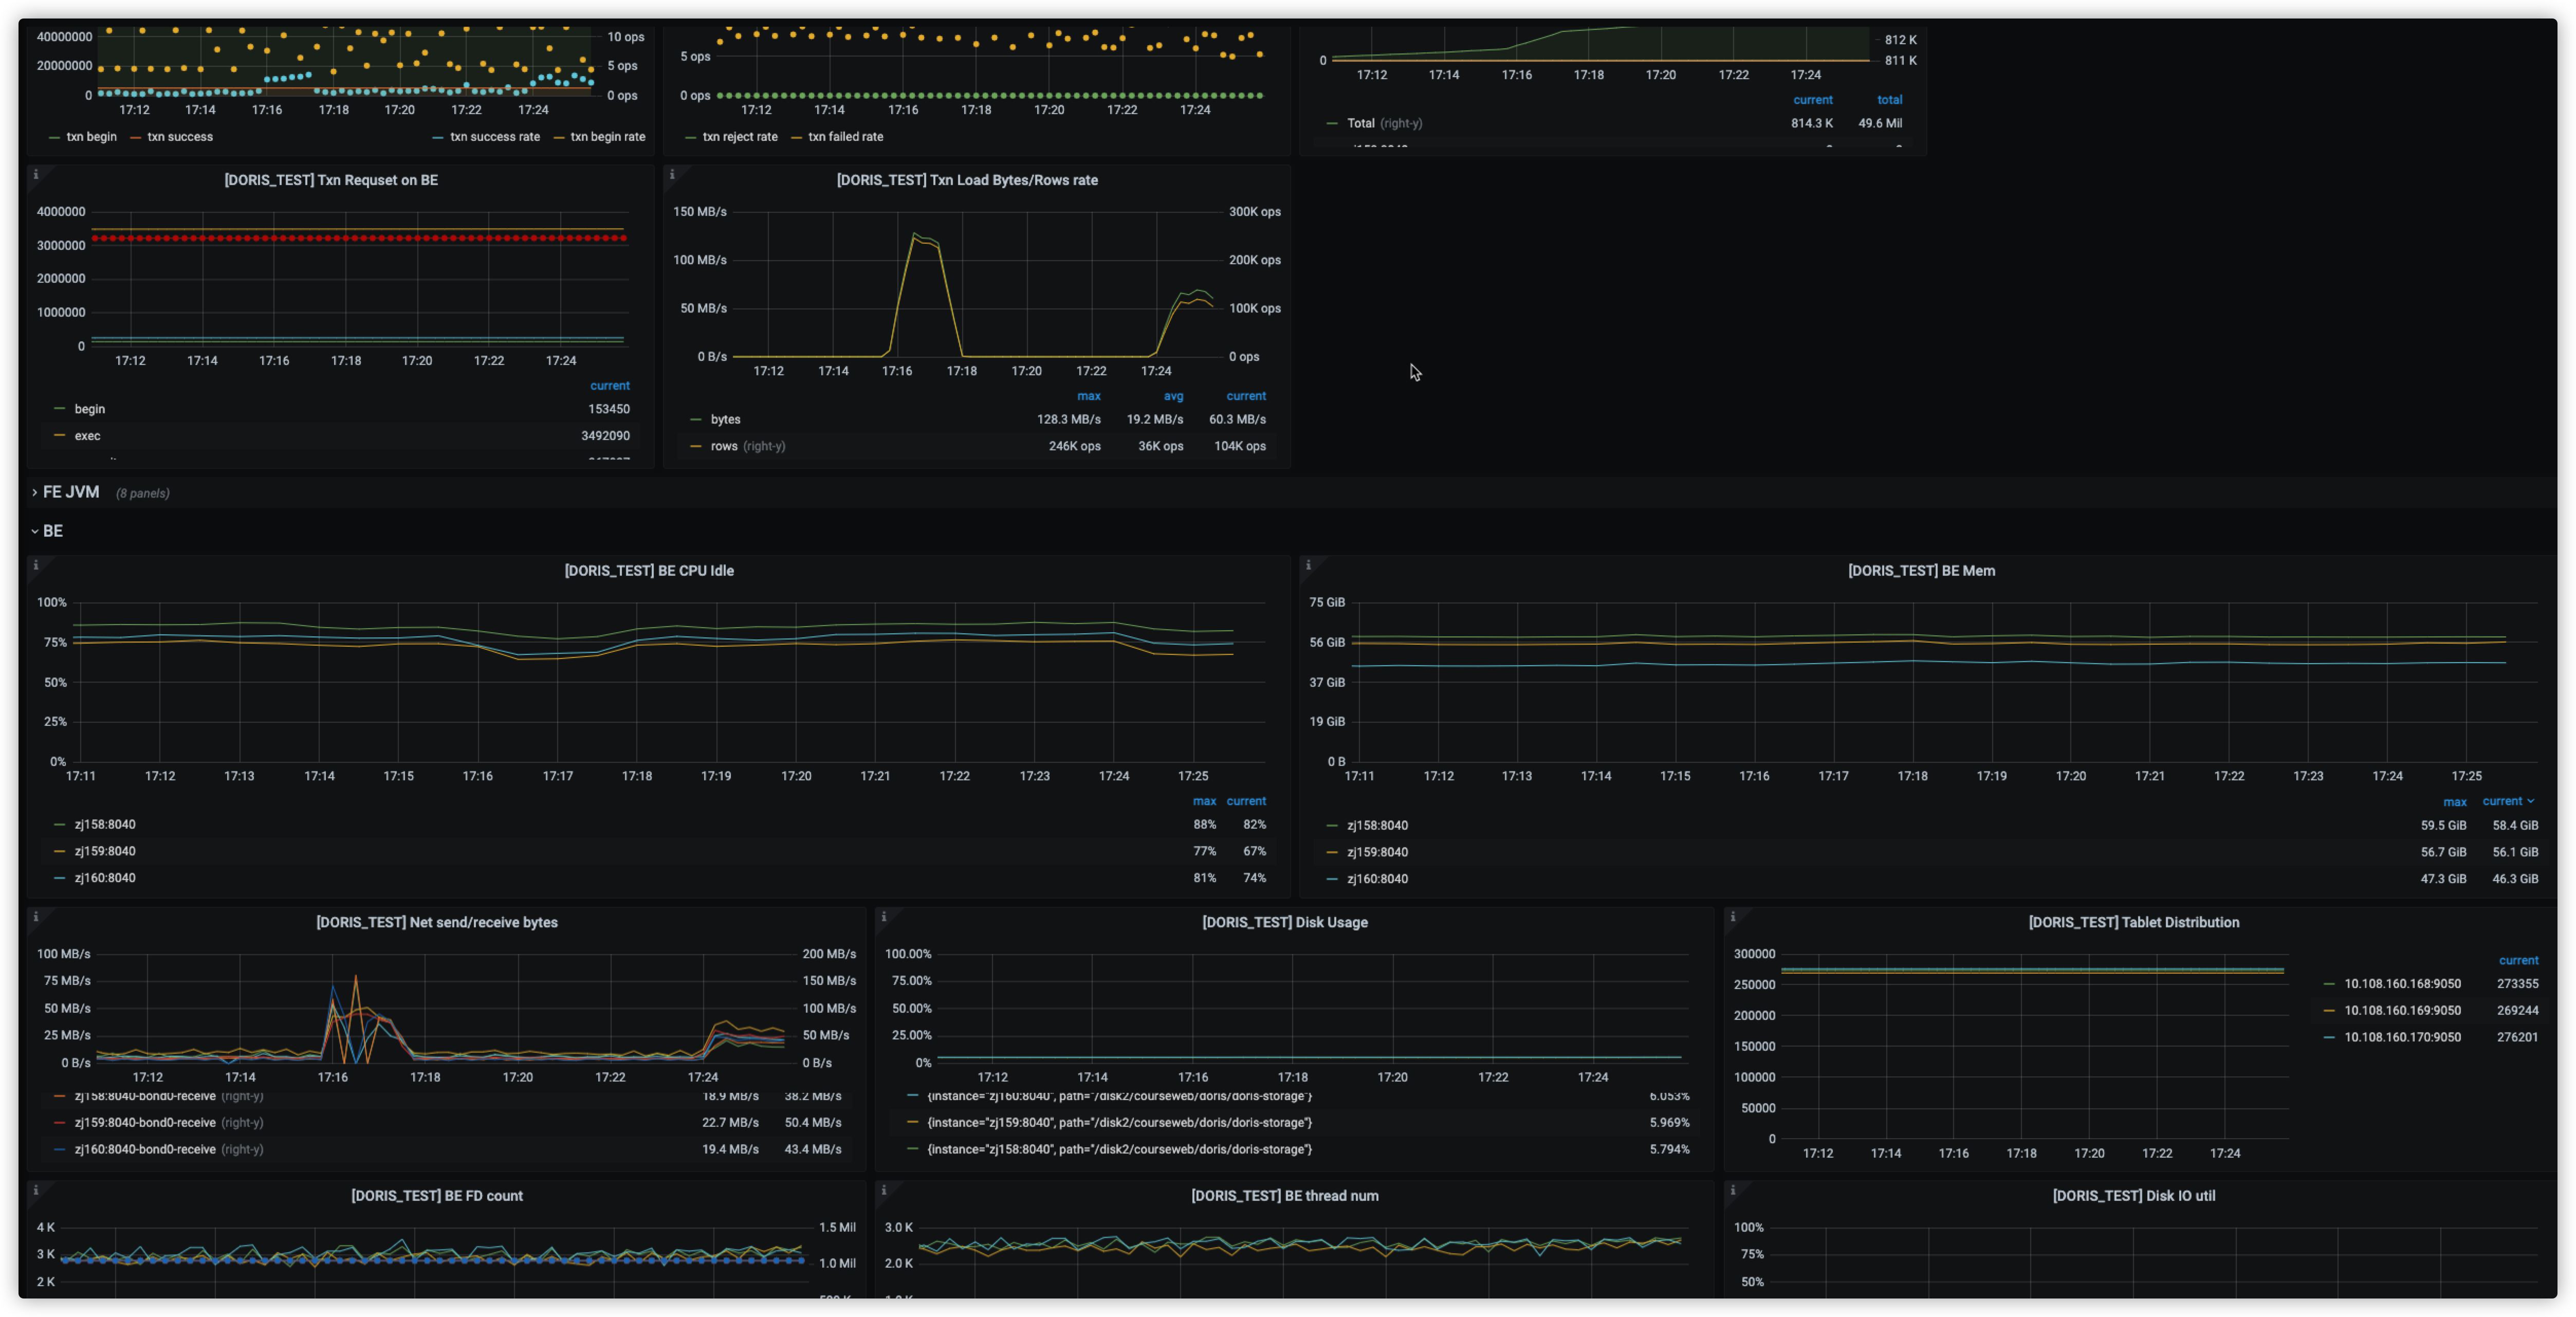 40000000
20000000
0
10 ops
5 ops
0 ops
17:12 17:14 17:16 17:18 17:20 17:22 17:24
txn begin txn success txn success rate txn begin rate
5 ops
0 ops
17:12 17:14 17:16 17:18 17:20 17:22 17:24
txn reject rate txn failed rate
0
812 K
811 K
17:12 17:14 17:16 17:18 17:20 17:22 17:24
current total
Total (right-y) 814.3 K 49.6 Mil
[DORIS_TEST] Txn Requset on BE
4000000
3000000
2000000
1000000
0
17:12 17:14 17:16 17:18 17:20 17:22 17:24
current
begin 153450
exec 3492090
[DORIS_TEST] Txn Load Bytes/Rows rate
150 MB/s
100 MB/s
50 MB/s
0 B/s
300K ops
200K ops
100K ops
0 ops
17:12 17:14 17:16 17:18 17:20 17:22 17:24
max avg current
bytes 128.3 MB/s 19.2 MB/s 60.3 MB/s
rows (right-y) 246K ops 36K ops 104K ops
FE JVM (8 panels)
BE
[DORIS_TEST] BE CPU Idle
100%
75%
50%
25%
0%
17:11 17:12 17:13 17:14 17:15 17:16 17:17 17:18 17:19 17:20 17:21 17:22 17:23 17:24 17:25
max current
zj158:8040 88% 82%
zj159:8040 77% 67%
zj160:8040 81% 74%
[DORIS_TEST] BE Mem
75 GiB
56 GiB
37 GiB
19 GiB
0 B
17:11 17:12 17:13 17:14 17:15 17:16 17:17 17:18 17:19 17:20 17:21 17:22 17:23 17:24 17:25
max current
zj158:8040 59.5 GiB 58.4 GiB
zj159:8040 56.7 GiB 56.1 GiB
zj160:8040 47.3 GiB 46.3 GiB
[DORIS_TEST] Net send/receive bytes
100 MB/s
75 MB/s
50 MB/s
25 MB/s
0 B/s
200 MB/s
150 MB/s
100 MB/s
50 MB/s
0 B/s
17:12 17:14 17:16 17:18 17:20 17:22 17:24
zj158:8040-bond0-receive (right-y) 18.9 MB/s 38.2 MB/s
zj159:8040-bond0-receive (right-y) 22.7 MB/s 50.4 MB/s
zj160:8040-bond0-receive (right-y) 19.4 MB/s 43.4 MB/s
[DORIS_TEST] Disk Usage
100.00%
75.00%
50.00%
25.00%
0%
17:12 17:14 17:16 17:18 17:20 17:22 17:24
{instance="zj160:8040", path="/disk2/courseweb/doris/doris-storage"} 6.053%
{instance="zj159:8040", path="/disk2/courseweb/doris/doris-storage"} 5.969%
{instance="zj158:8040", path="/disk2/courseweb/doris/doris-storage"} 5.794%
[DORIS_TEST] Tablet Distribution
300000
250000
200000
150000
100000
50000
0
17:12 17:14 17:16 17:18 17:20 17:22 17:24
current
10.108.160.168:9050 273355
10.108.160.169:9050 269244
10.108.160.170:9050 276201
[DORIS_TEST] BE FD count
4 K
3 K
2 K
1.5 Mil
1.0 Mil
[DORIS_TEST] BE thread num
3.0 K
2.0 K
[DORIS_TEST] Disk IO util
100%
75%
50%